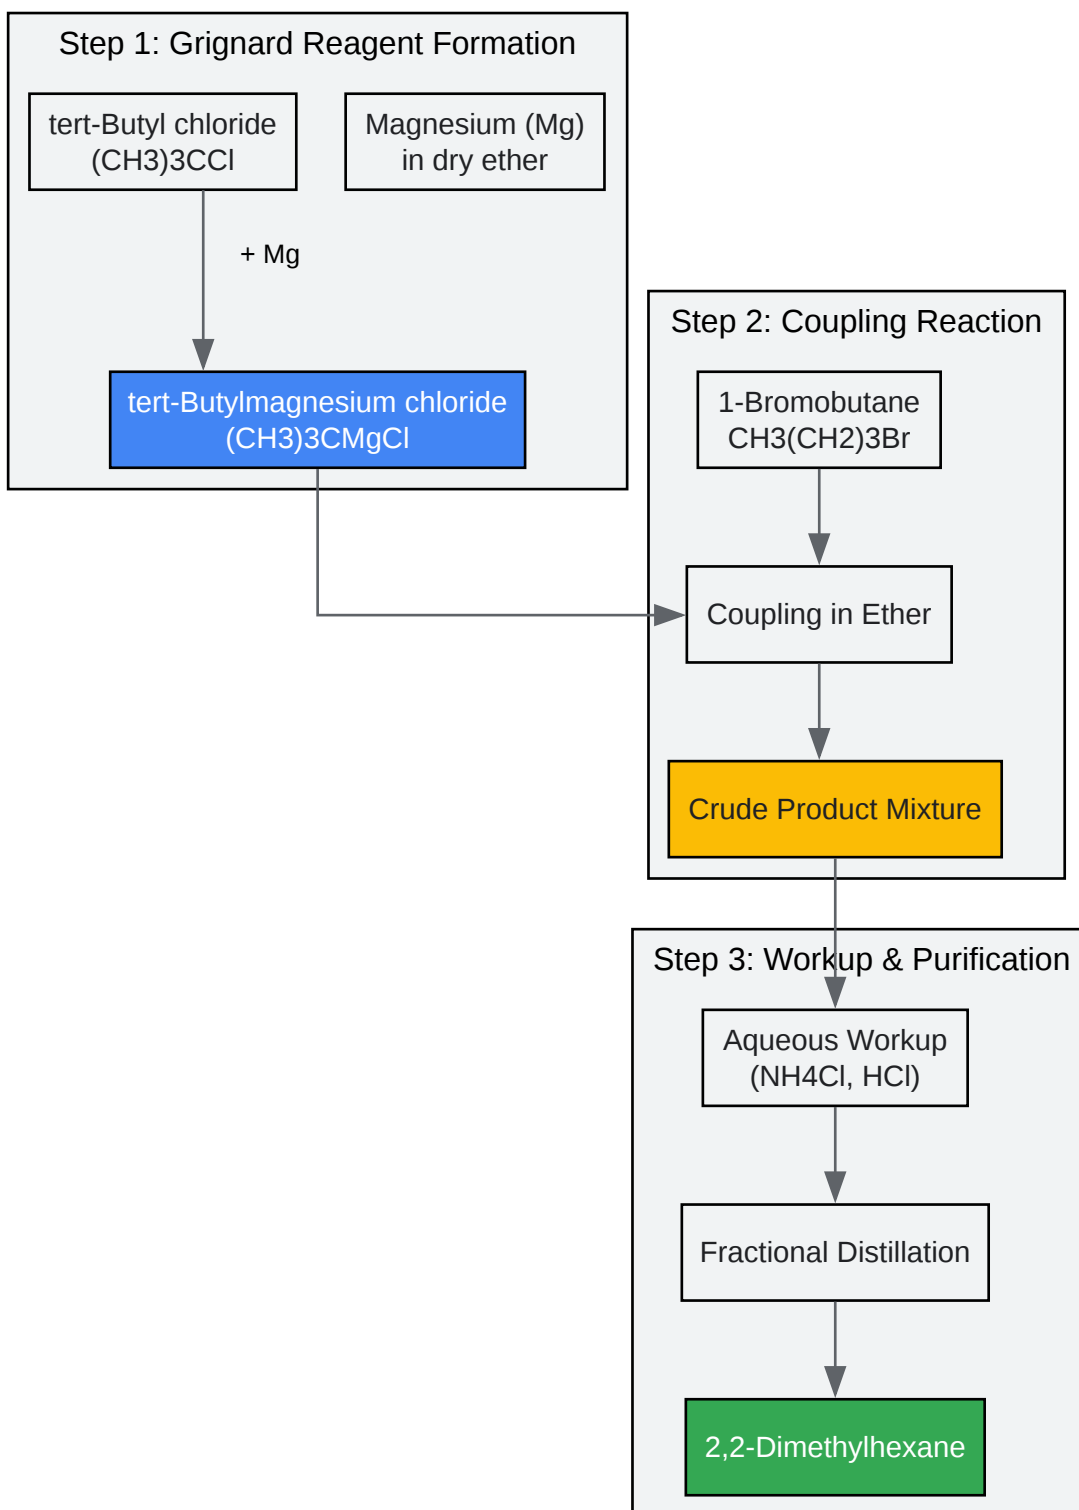 Step 1: Grignard Reagent Formation
tert-Butyl chloride
(CH3)3CCl
Magnesium (Mg)
in dry ether
+ Mg
tert-Butylmagnesium chloride
(CH3)3CMgCl
Step 2: Coupling Reaction
1-Bromobutane
CH3(CH2)3Br
Coupling in Ether
Crude Product Mixture
Step 3: Workup & Purification
Aqueous Workup
(NH4Cl, HCl)
Fractional Distillation
2,2-Dimethylhexane